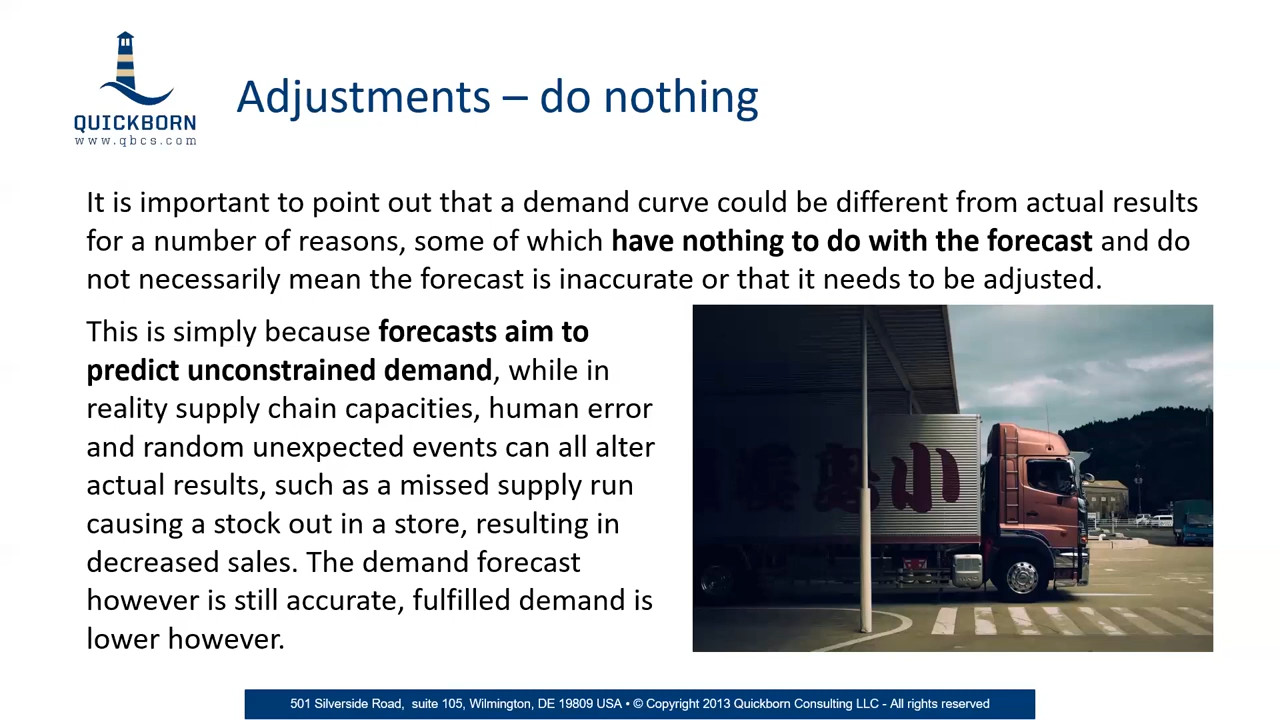 QUICKBORN
www.qbcs.com
Adjustments – do nothing
It is important to point out that a demand curve could be different from actual results
for a number of reasons, some of which have nothing to do with the forecast and do
not necessarily mean the forecast is inaccurate or that it needs to be adjusted.
This is simply because forecasts aim to
predict unconstrained demand, while in
reality supply chain capacities, human error
and random unexpected events can all alter
actual results, such as a missed supply run
causing a stock out in a store, resulting in
decreased sales. The demand forecast
however is still accurate, fulfilled demand is
lower however.
小
501 Silverside Road, suite 105, Wilmington, DE 19809 USA • © Copyright 2013 Quickborn Consulting LLC - All rights reserved